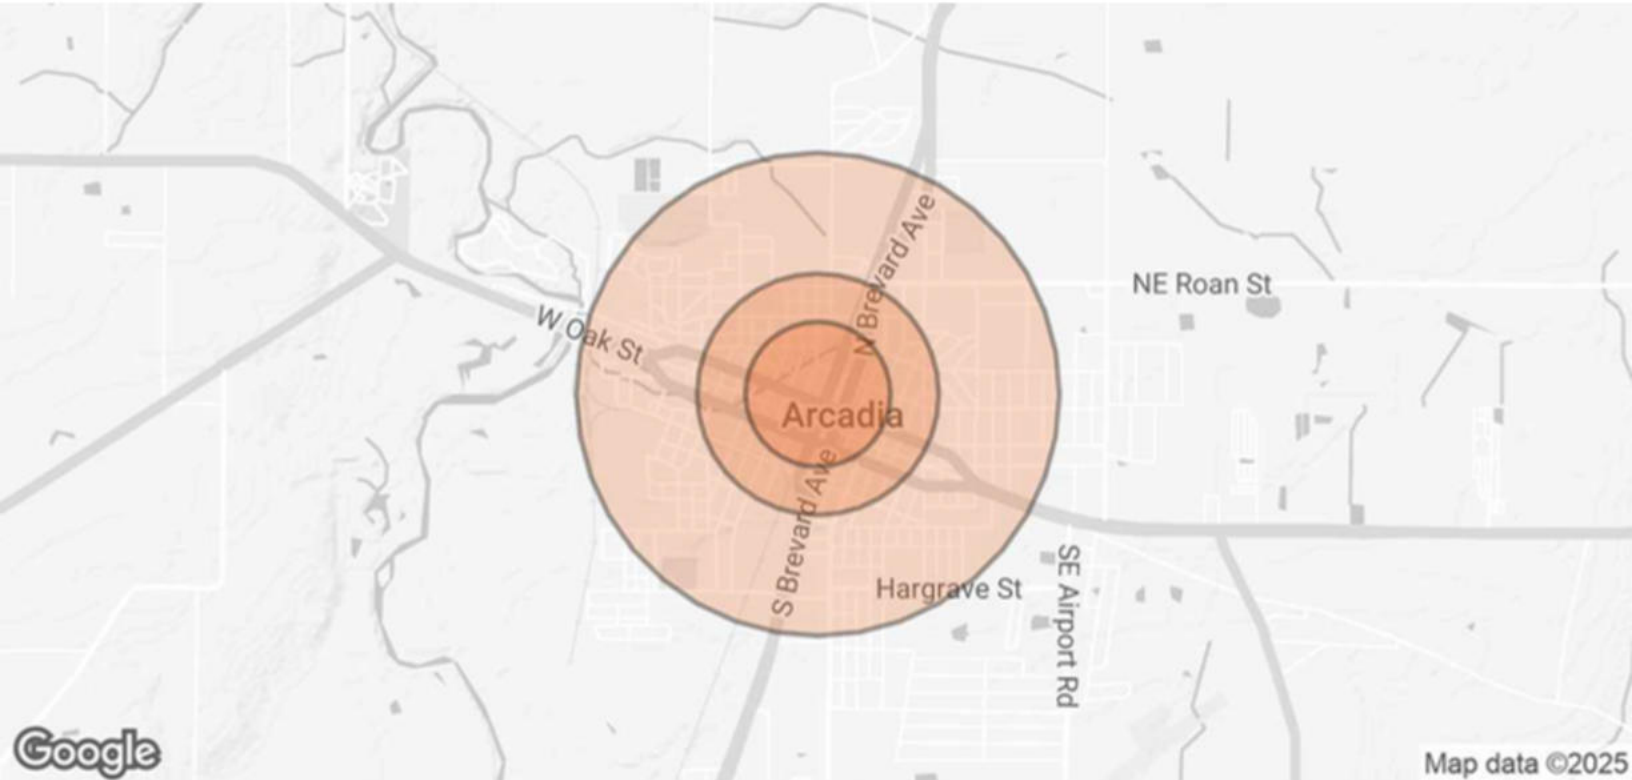 N Brevard Ave
NE Roan St
W Oak St
Arcadia
S Brevard Ave
Hargrave St
SE Airport Rd
Google
Map data ©2025